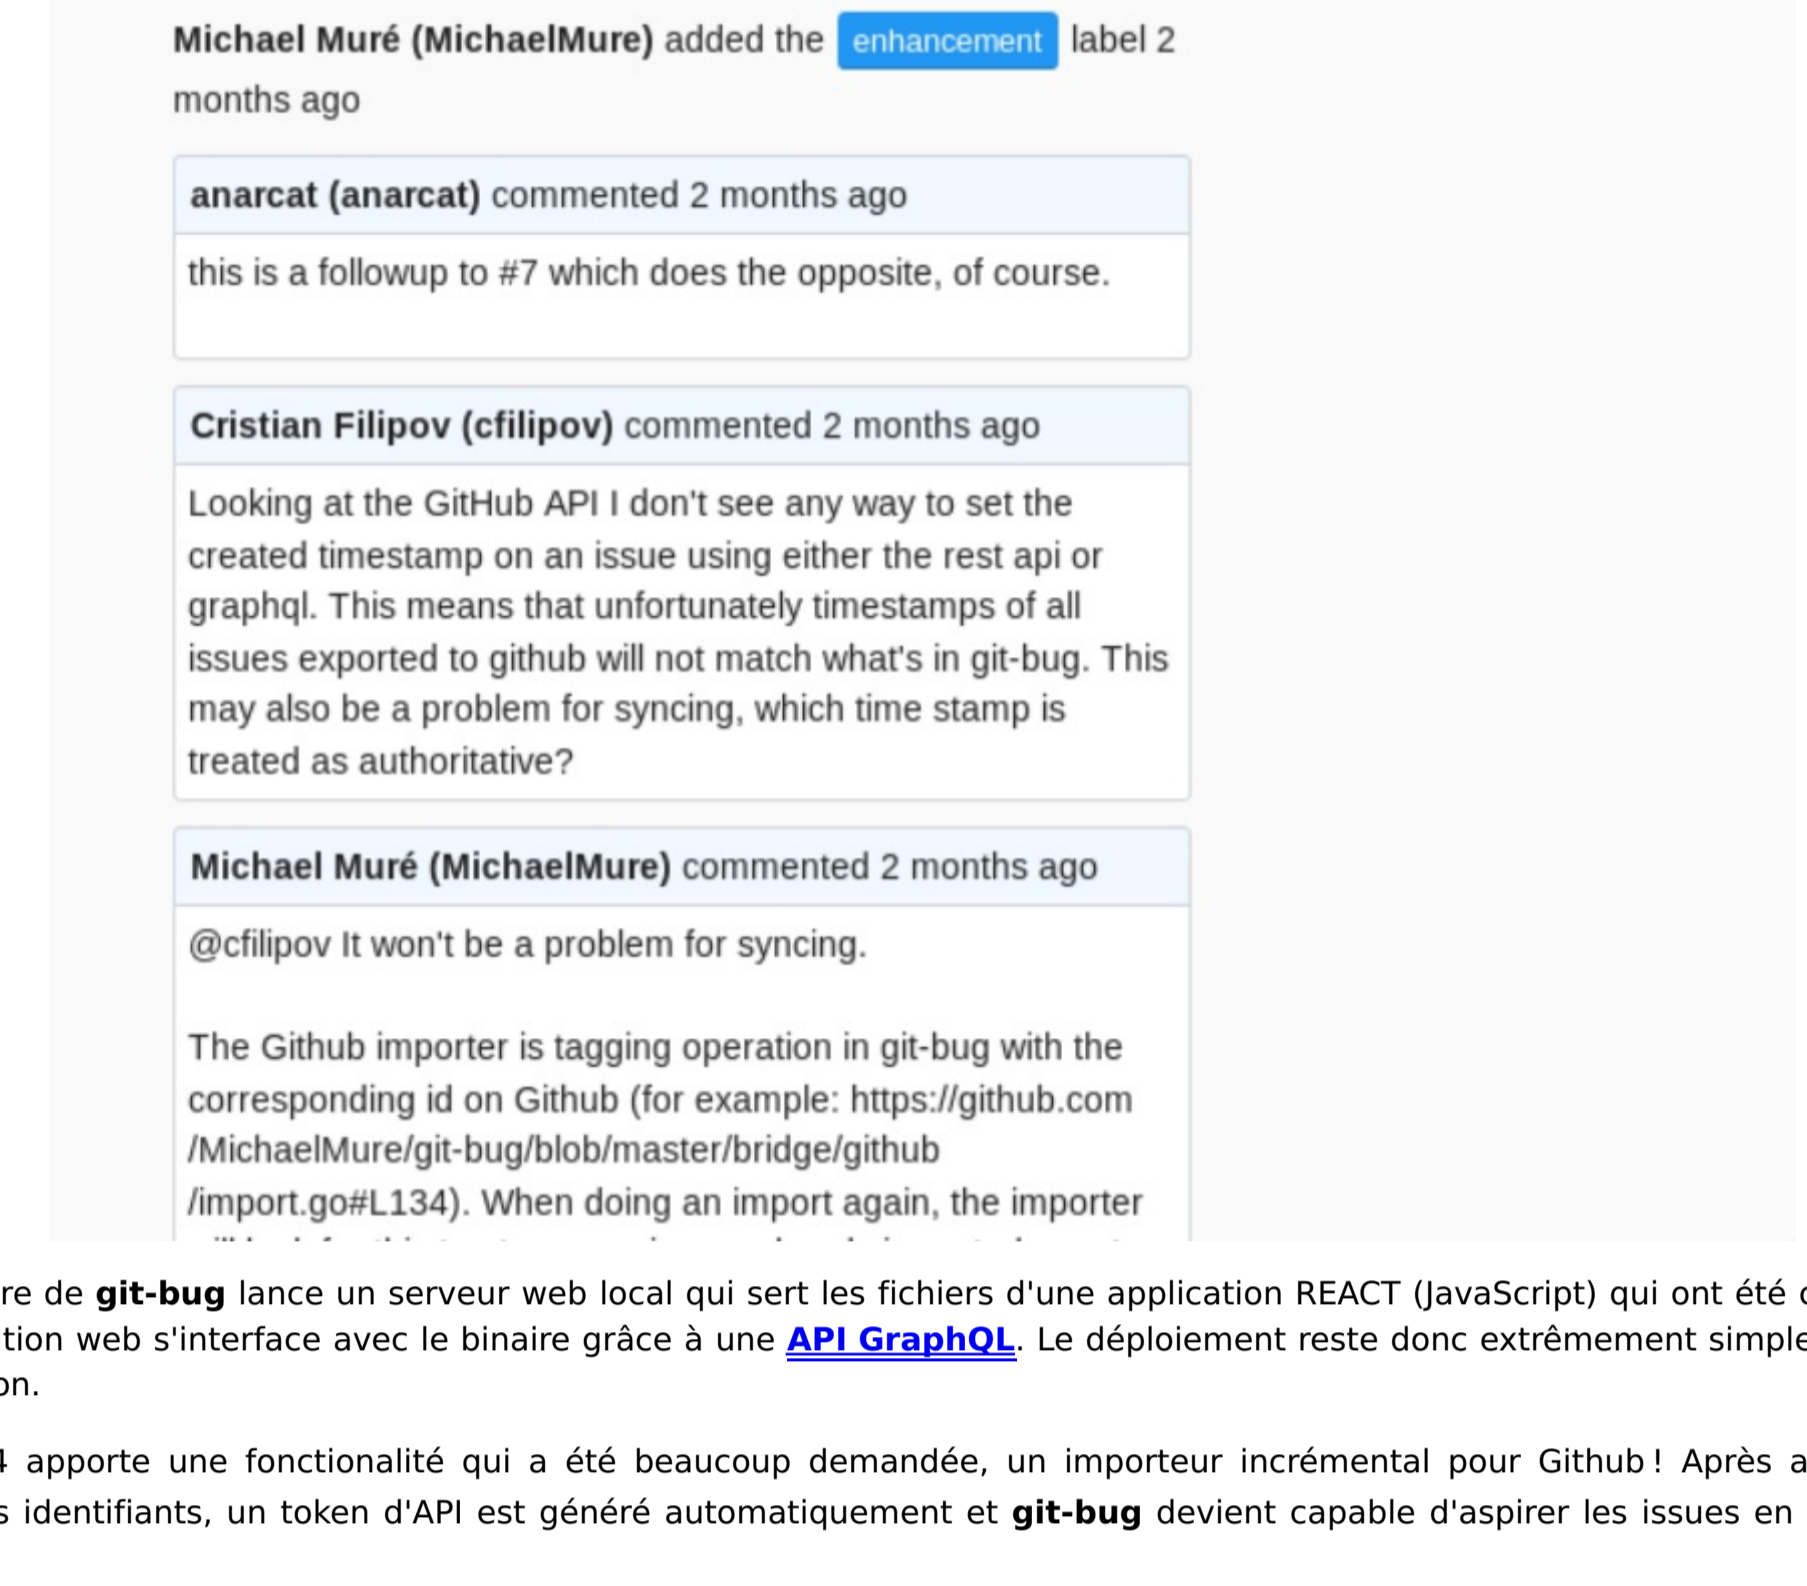 Michael Muré (MichaelMure) added the enhancement label 2
months ago
anarcat (anarcat) commented 2 months ago
this is a followup to #7 which does the opposite, of course.
Cristian Filipov (cfilipov) commented 2 months ago
Looking at the GitHub API I don't see any way to set the
created timestamp on an issue using either the rest api or
graphql. This means that unfortunately timestamps of all
issues exported to github will not match what's in git-bug. This
may also be a problem for syncing, which time stamp is
treated as authoritative?
Michael Muré (MichaelMure) commented 2 months ago
@cfilipov It won't be a problem for syncing.
The Github importer is tagging operation in git-bug with the
corresponding id on Github (for example: https://github.com
/MichaelMure/git-bug/blob/master/bridge/github
/import.go#L134). When doing an import again, the importer
re de git-bug lance un serveur web local qui sert les fichiers d'une application REACT (JavaScript) qui ont été
tion web s'interface avec le binaire grâce à une API GraphQL. Le déploiement reste donc extrêmement simple
on.
4 apporte une fonctionalité qui a été beaucoup demandée, un importeur incrémental pour Github ! Après a
s identifiants, un token d'API est généré automatiquement et git-bug devient capable d'aspirer les issues en